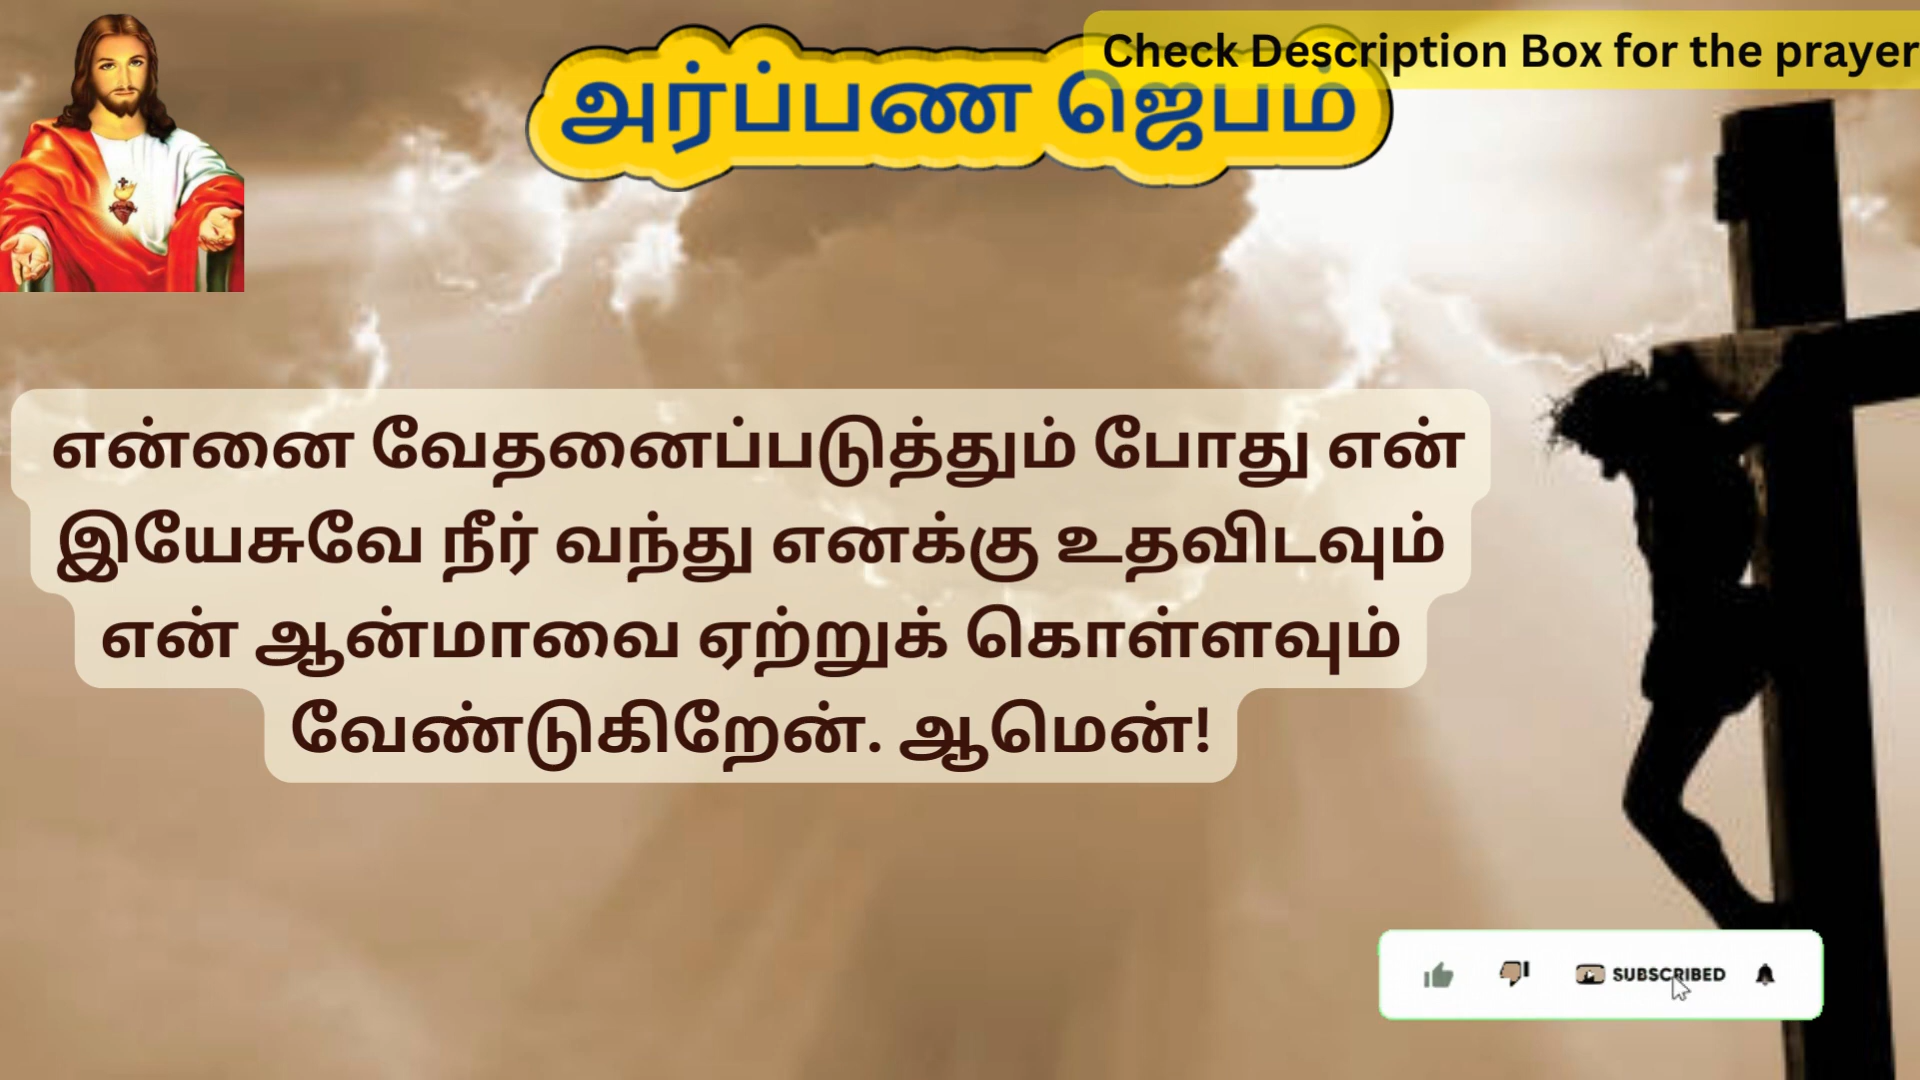 Check Description Box for the prayer
அர்ப்பண ஜெபம்
என்னை வேதனைப்படுத்தும் போது என்
இயேசுவே நீர் வந்து எனக்கு உதவிடவும்
என் ஆன்மாவை ஏற்றுக் கொள்ளவும்
வேண்டுகிறேன். ஆமென்!
SUBSCRIBED